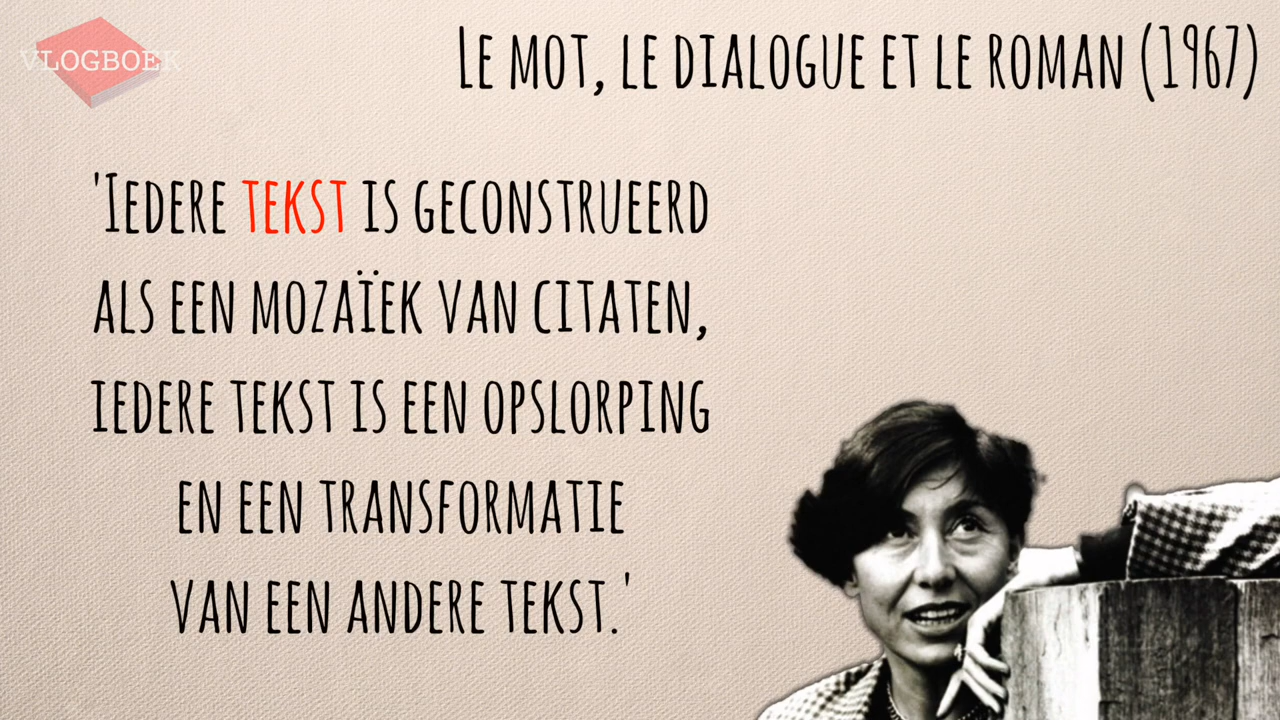 VLOGBOEK
Le mot, le dialogue et le roman (1967)
'Iedere tekst is geconstrueerd
als een mozaïek van citaten,
iedere tekst is een opslorping
en een transformatie
van een andere tekst.'